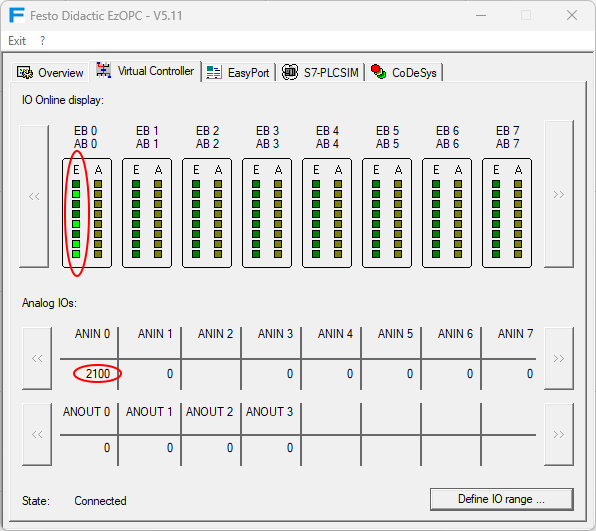 Festo Didactic EzOPC - V5.11
Exit ?
Overview Virtual Controller EasyPort S7-PLCSIM CoDeSys
IO Online display:
EB 0 EB 1 EB 2 EB 3 EB 4 EB 5 EB 6 EB 7
AB 0 AB 1 AB 2 AB 3 AB 4 AB 5 AB 6 AB 7
<< E A E A E A E A E A E A E A E A >>
Analog IOs:
<< ANIN 0 ANIN 1 ANIN 2 ANIN 3 ANIN 4 ANIN 5 ANIN 6 ANIN 7 >>
2100 0 0 0 0 0 0
<< ANOUT 0 ANOUT 1 ANOUT 2 ANOUT 3 >>
0 0 0 0
State: Connected
Define IO range ...